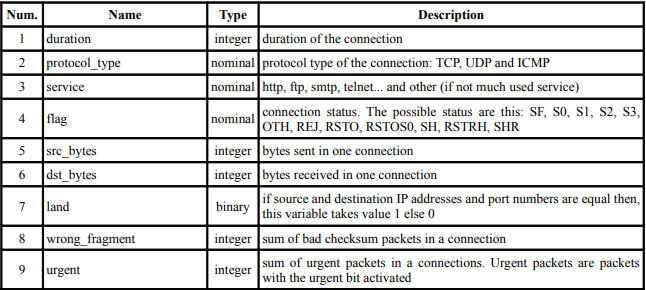 Num. Name Type Description
1 duration integer duration of the connection
2 protocol_type nominal protocol type of the connection: TCP, UDP and ICMP
3 service nominal http, ftp, smtp, telnet... and other (if not much used service)
4 flag nominal connection status. The possible status are this: SF, S0, S1, S2, S3,
OTH, REJ, RSTO, RSTOS0, SH, RSTRH, SHR
5 src_bytes integer bytes sent in one connection
6 dst_bytes integer bytes received in one connection
7 land binary if source and destination IP addresses and port numbers are equal then,
this variable takes value 1 else 0
8 wrong_fragment integer sum of bad checksum packets in a connection
9 urgent integer sum of urgent packets in a connections. Urgent packets are packets
with the urgent bit activated